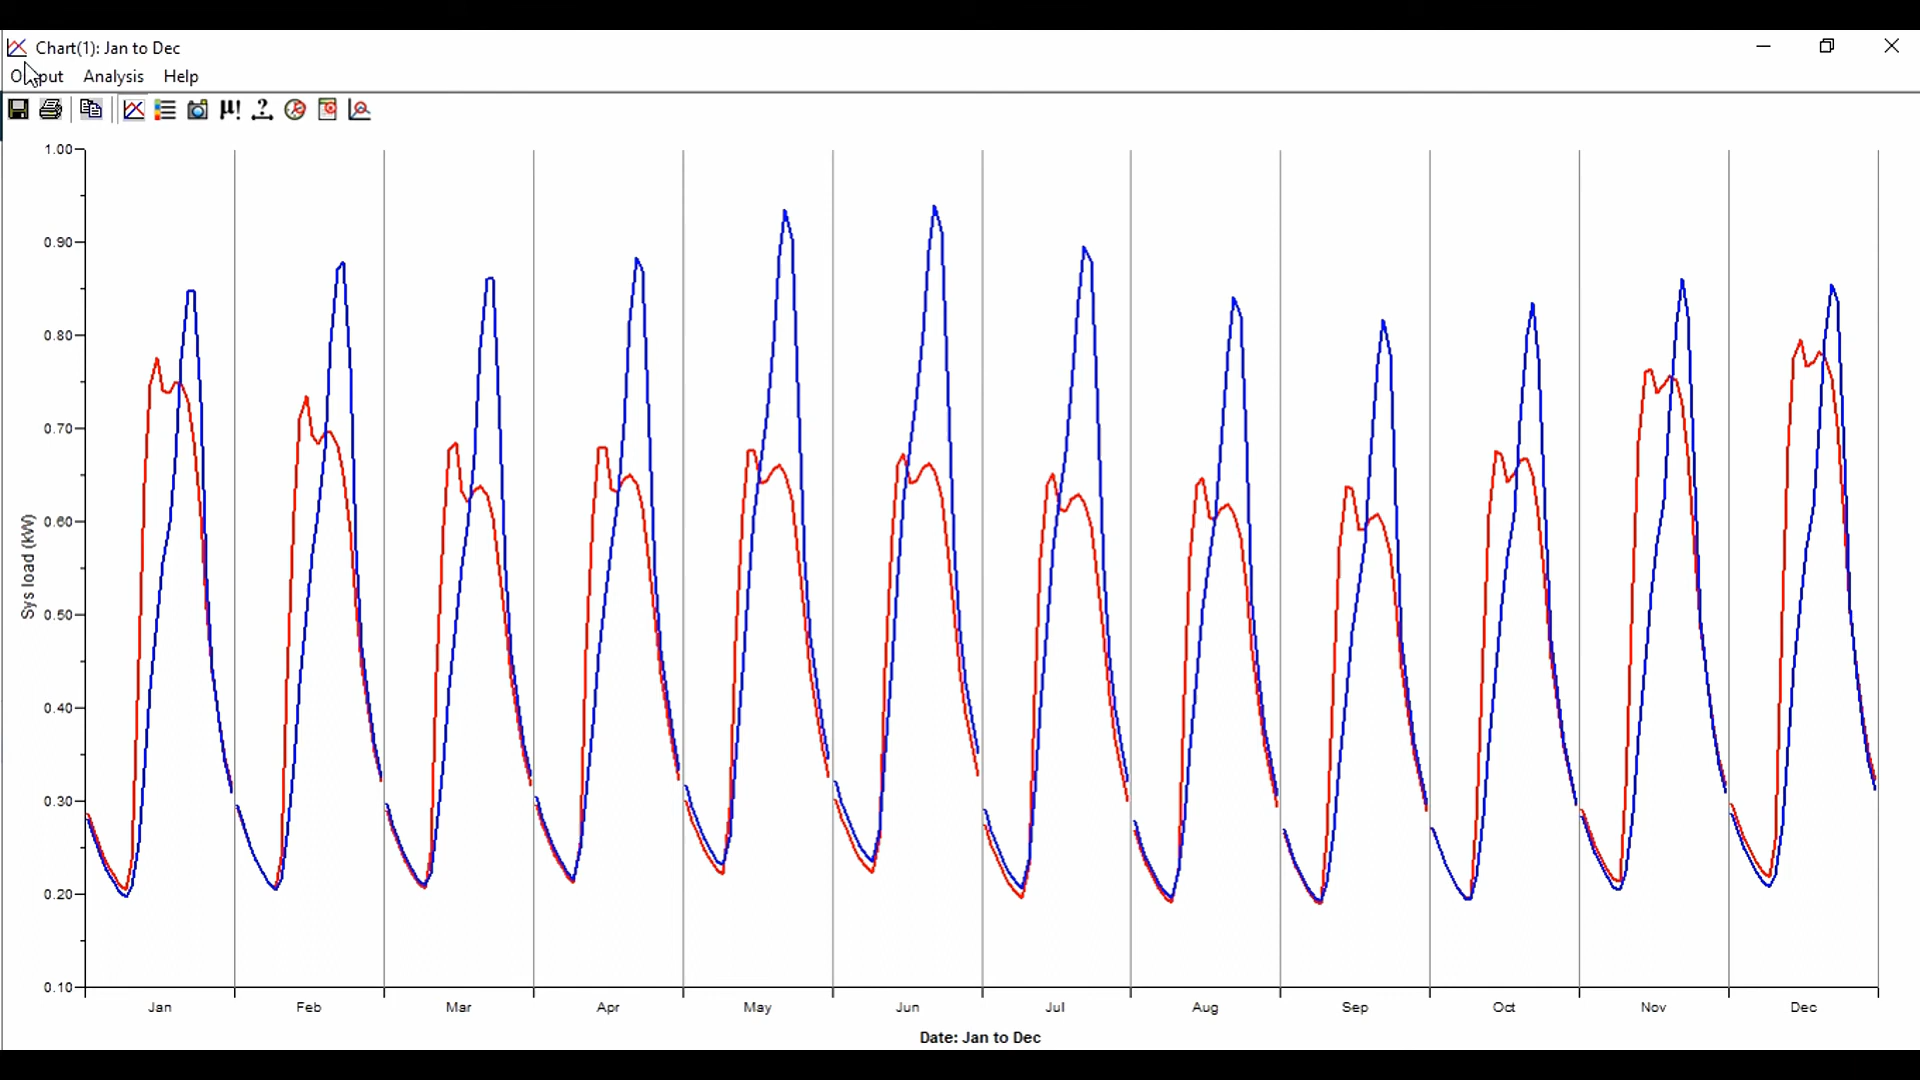 Chart(1): Jan to Dec
Output Analysis Help
1.00
0.90
0.80
0.70
0.60
0.50
0.40
0.30
0.20
0.10
Sys load (kW)
Jan Feb Mar Apr May Jun Jul Aug Sep Oct Nov Dec
Date: Jan to Dec